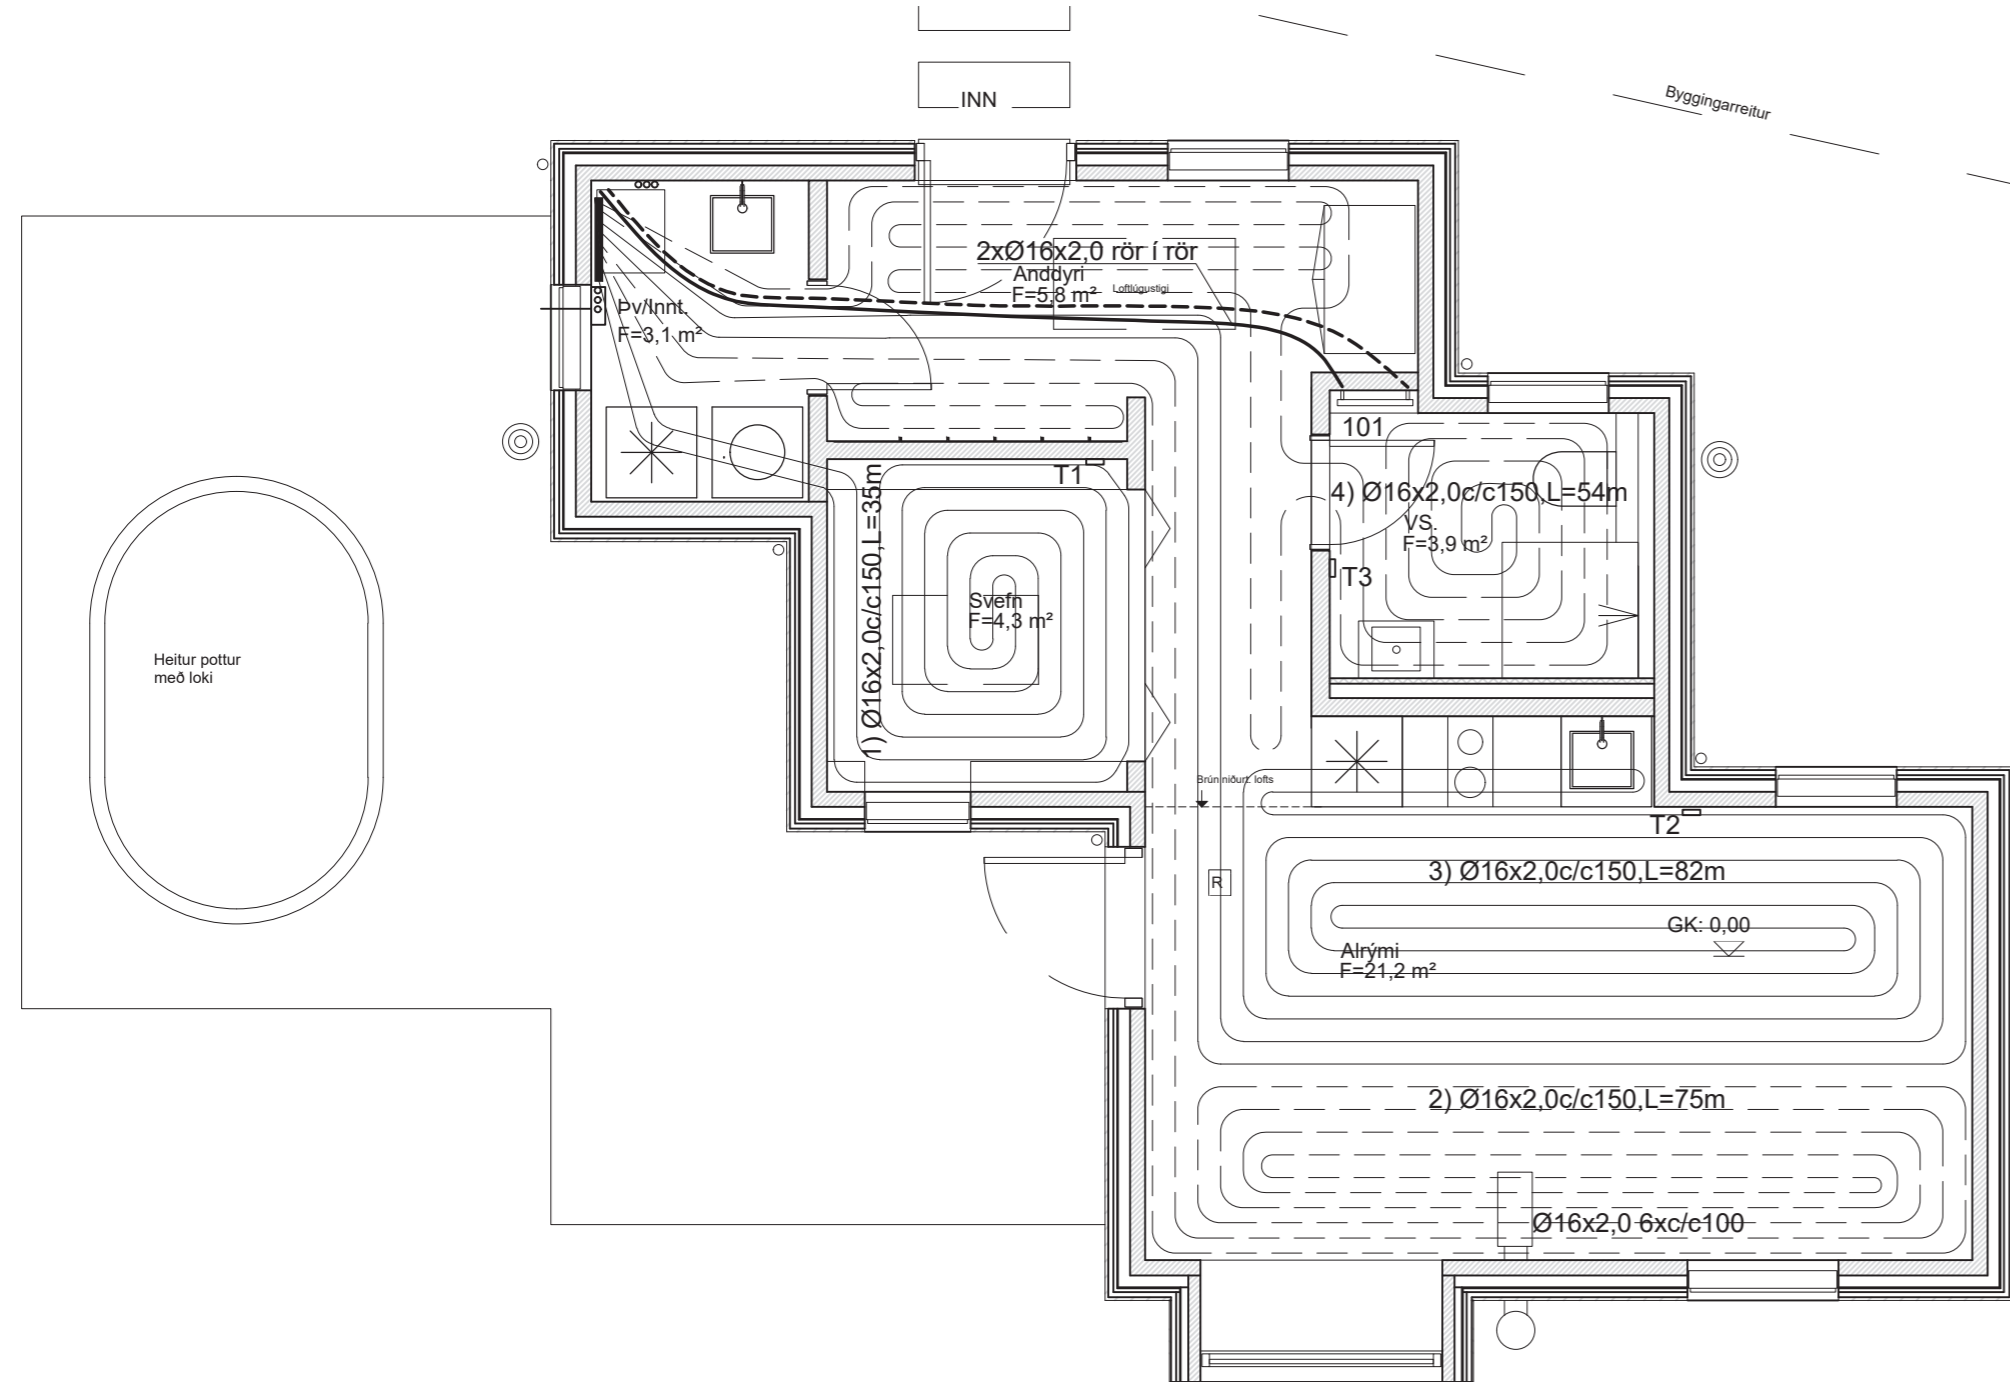 INN
Byggingarreitur
2xØ16x2,0 rör í rör
Anddyri
F=5,8 m²
Loftlúgustigi
Þv/Innt.
F=3,1 m²
101
T1
4) Ø16x2,0c/c150,L=54m
VS.
F=3,9 m²
T3
1) Ø16x2,0c/c150,L=35m
Svefn
F=4,3 m²
Heitur pottur
með loki
Brún niðurt. lofts
T2
3) Ø16x2,0c/c150,L=82m
R
GK: 0,00
Alrými
F=21,2 m²
2) Ø16x2,0c/c150,L=75m
Ø16x2,0 6xc/c100